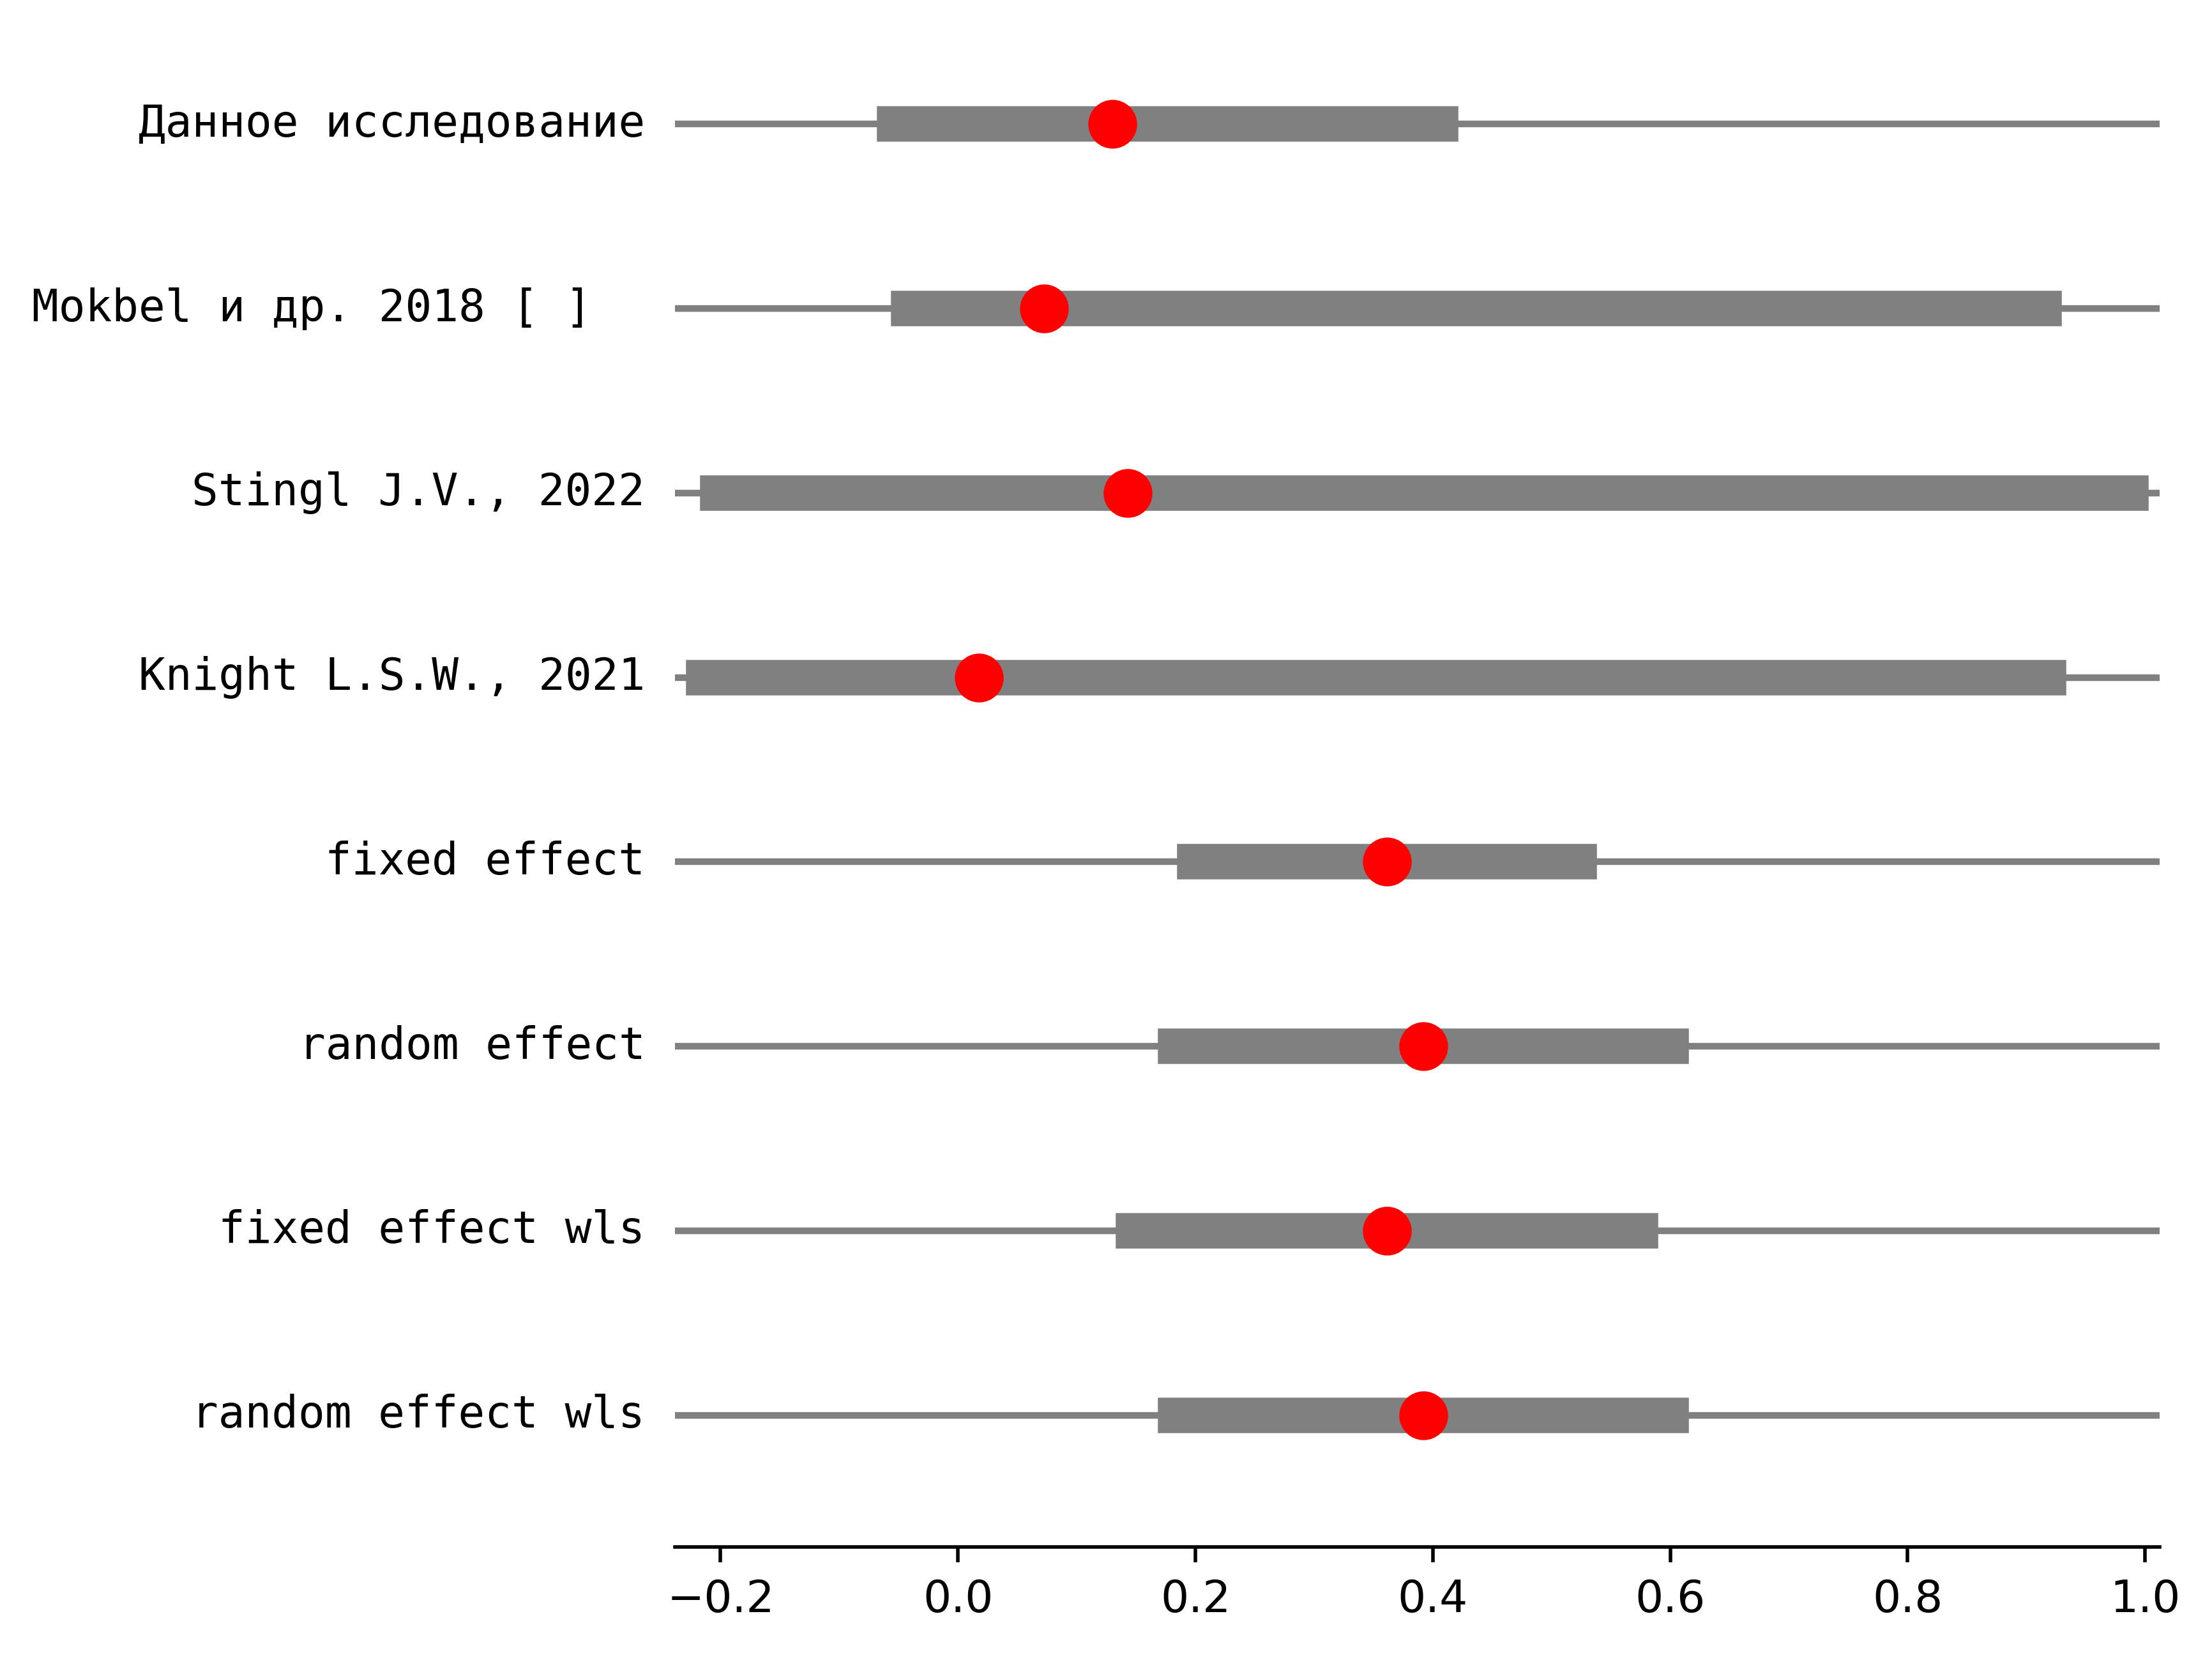 Данное исследование
Mokbel и др. 2018 [ ]
Stingl J.V., 2022
Knight L.S.W., 2021
fixed effect
random effect
fixed effect wls
random effect wls
−0.2 0.0 0.2 0.4 0.6 0.8 1.0